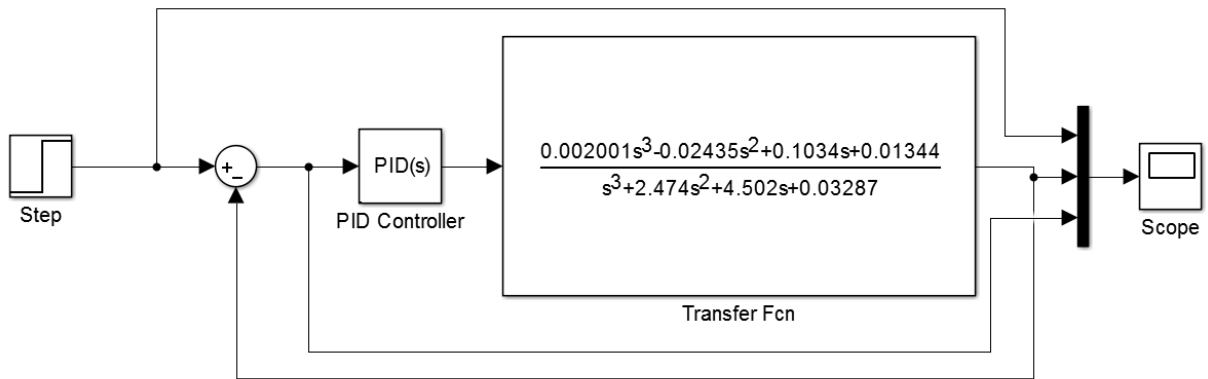 Step
+
−
PID(s)
PID Controller
0.002001s³-0.02435s²+0.1034s+0.01344
s³+2.474s²+4.502s+0.03287
Transfer Fcn
Scope